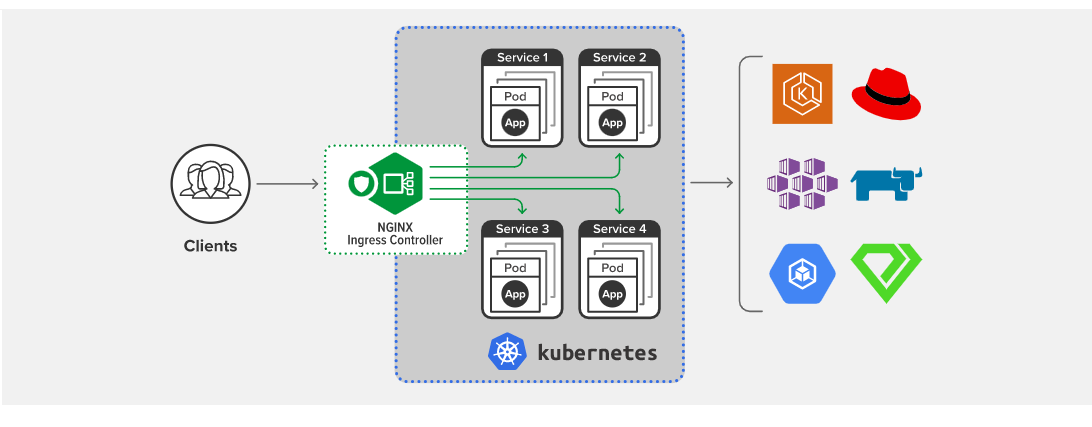 Clients
NGINX
Ingress Controller
Service 1
Pod
App
Service 2
Pod
App
Service 3
Pod
App
Service 4
Pod
App
kubernetes
K